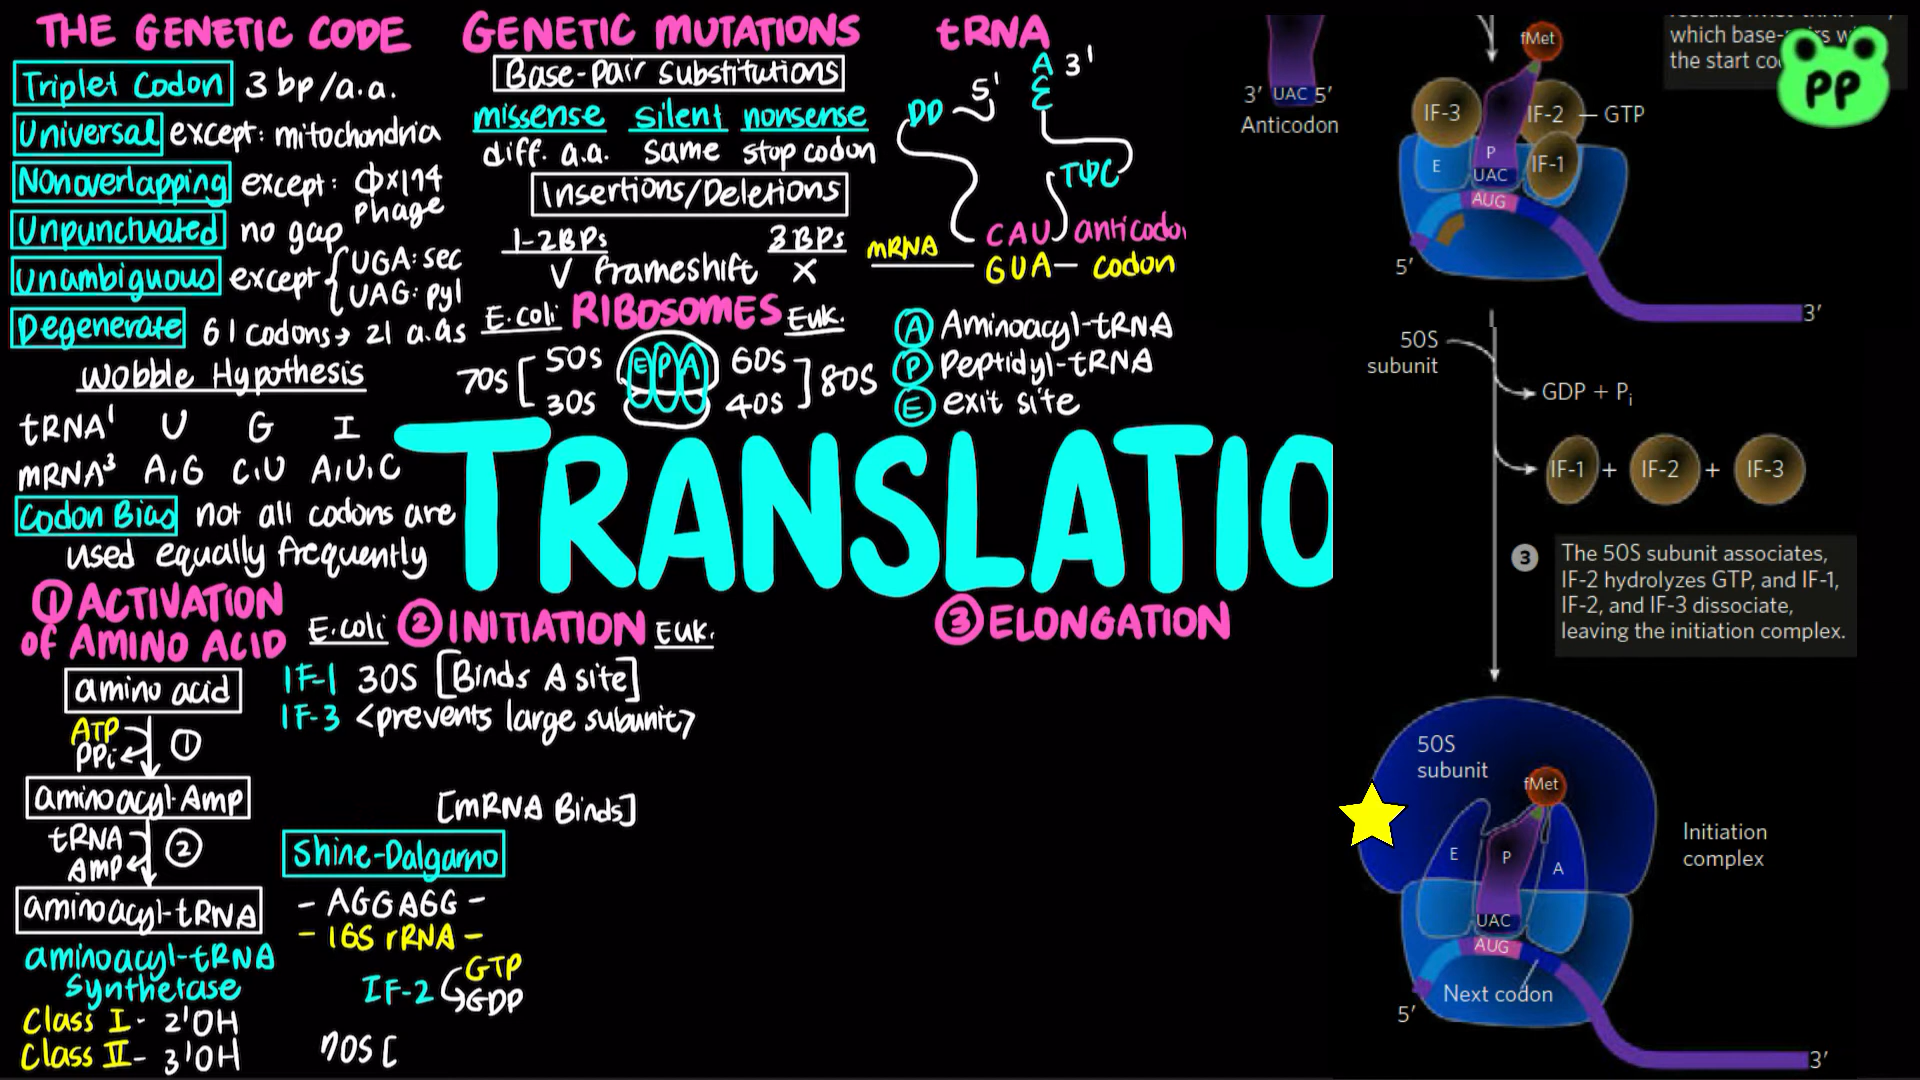 THE GENETIC CODE
Triplet Codon 3 bp/a.a.
Universal except: mitochondria
Nonoverlapping except: ΦX174 phage
Unpunctuated no gap
Unambiguous except { UGA: sec
UAG: pyl
Degenerate 61 codons → 21 a.as
Wobble Hypothesis
tRNA¹ U G I
mRNA³ A,G C,U A,U,C
Codon Bias not all codons are
used equally frequently
GENETIC MUTATIONS
Base-pair substitutions
missense silent nonsense
diff. a.a. same stop codon
Insertions/Deletions
1-2BPs 3BPs
V frameshift X
E.coli RIBOSOMES Euk.
70S [ 50S E P A 60S ] 80S
30S 40S
tRNA
A 3'
C
C
5'
DD
TΨC
CAU anticodo
mRNA
GUA codon
A Aminoacyl-tRNA
P Peptidyl-tRNA
E exit site
TRANSLATIO
① ACTIVATION
of AMINO ACID
amino acid
ATP
PPi ①
aminoacyl-Amp
tRNA
Amp ②
aminoacyl-tRNA
aminoacyl-tRNA
synthetase
Class I - 2'OH
Class II - 3'OH
E.coli ② INITIATION Euk.
IF-1 30S [Binds A site]
IF-3 <prevents large subunit>
[mRNA Binds]
Shine-Dalgarno
- AGGAGG -
- 16S rRNA -
IF-2 GTP
GDP
70S [
③ ELONGATION
3' UAC 5'
Anticodon
which base-pairs
the start
PP
fMet
IF-3 IF-2 — GTP
E P IF-1
UAC
AUG
5'
3'
50S
subunit
GDP + Pi
IF-1 + IF-2 + IF-3
3 The 50S subunit associates,
IF-2 hydrolyzes GTP, and IF-1,
IF-2, and IF-3 dissociate,
leaving the initiation complex.
50S
subunit
fMet
Initiation
complex
E P A
UAC
AUG
Next codon
5'
3'